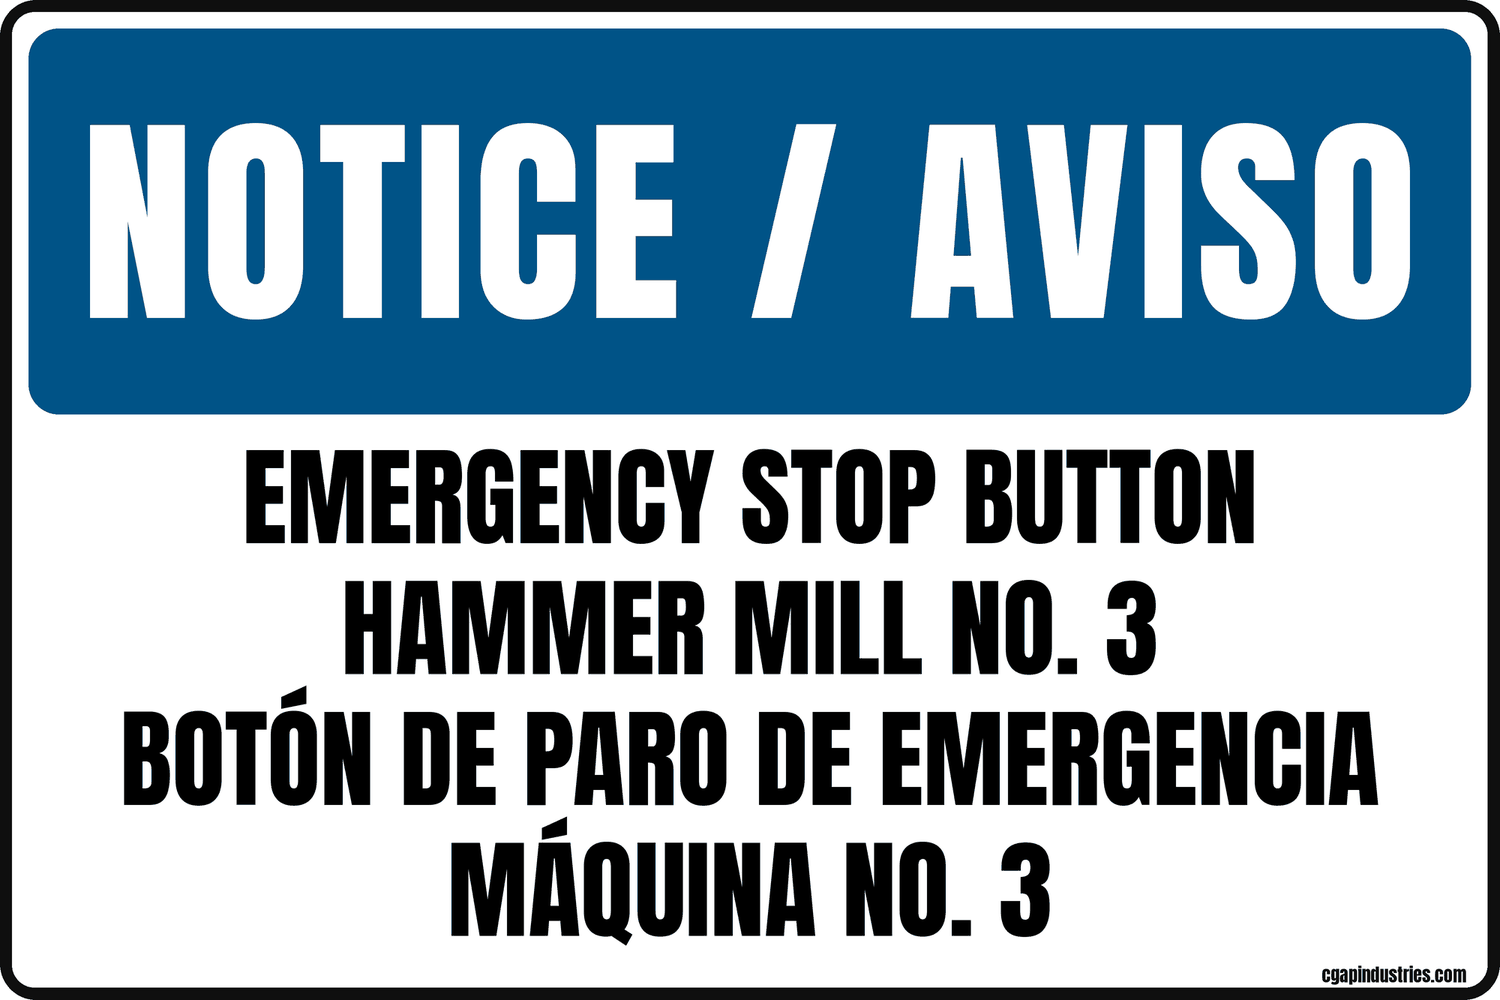 NOTICE / AVISO
EMERGENCY STOP BUTTON
HAMMER MILL NO. 3
BOTÓN DE PARO DE EMERGENCIA
MÁQUINA NO. 3
cgapindustries.com